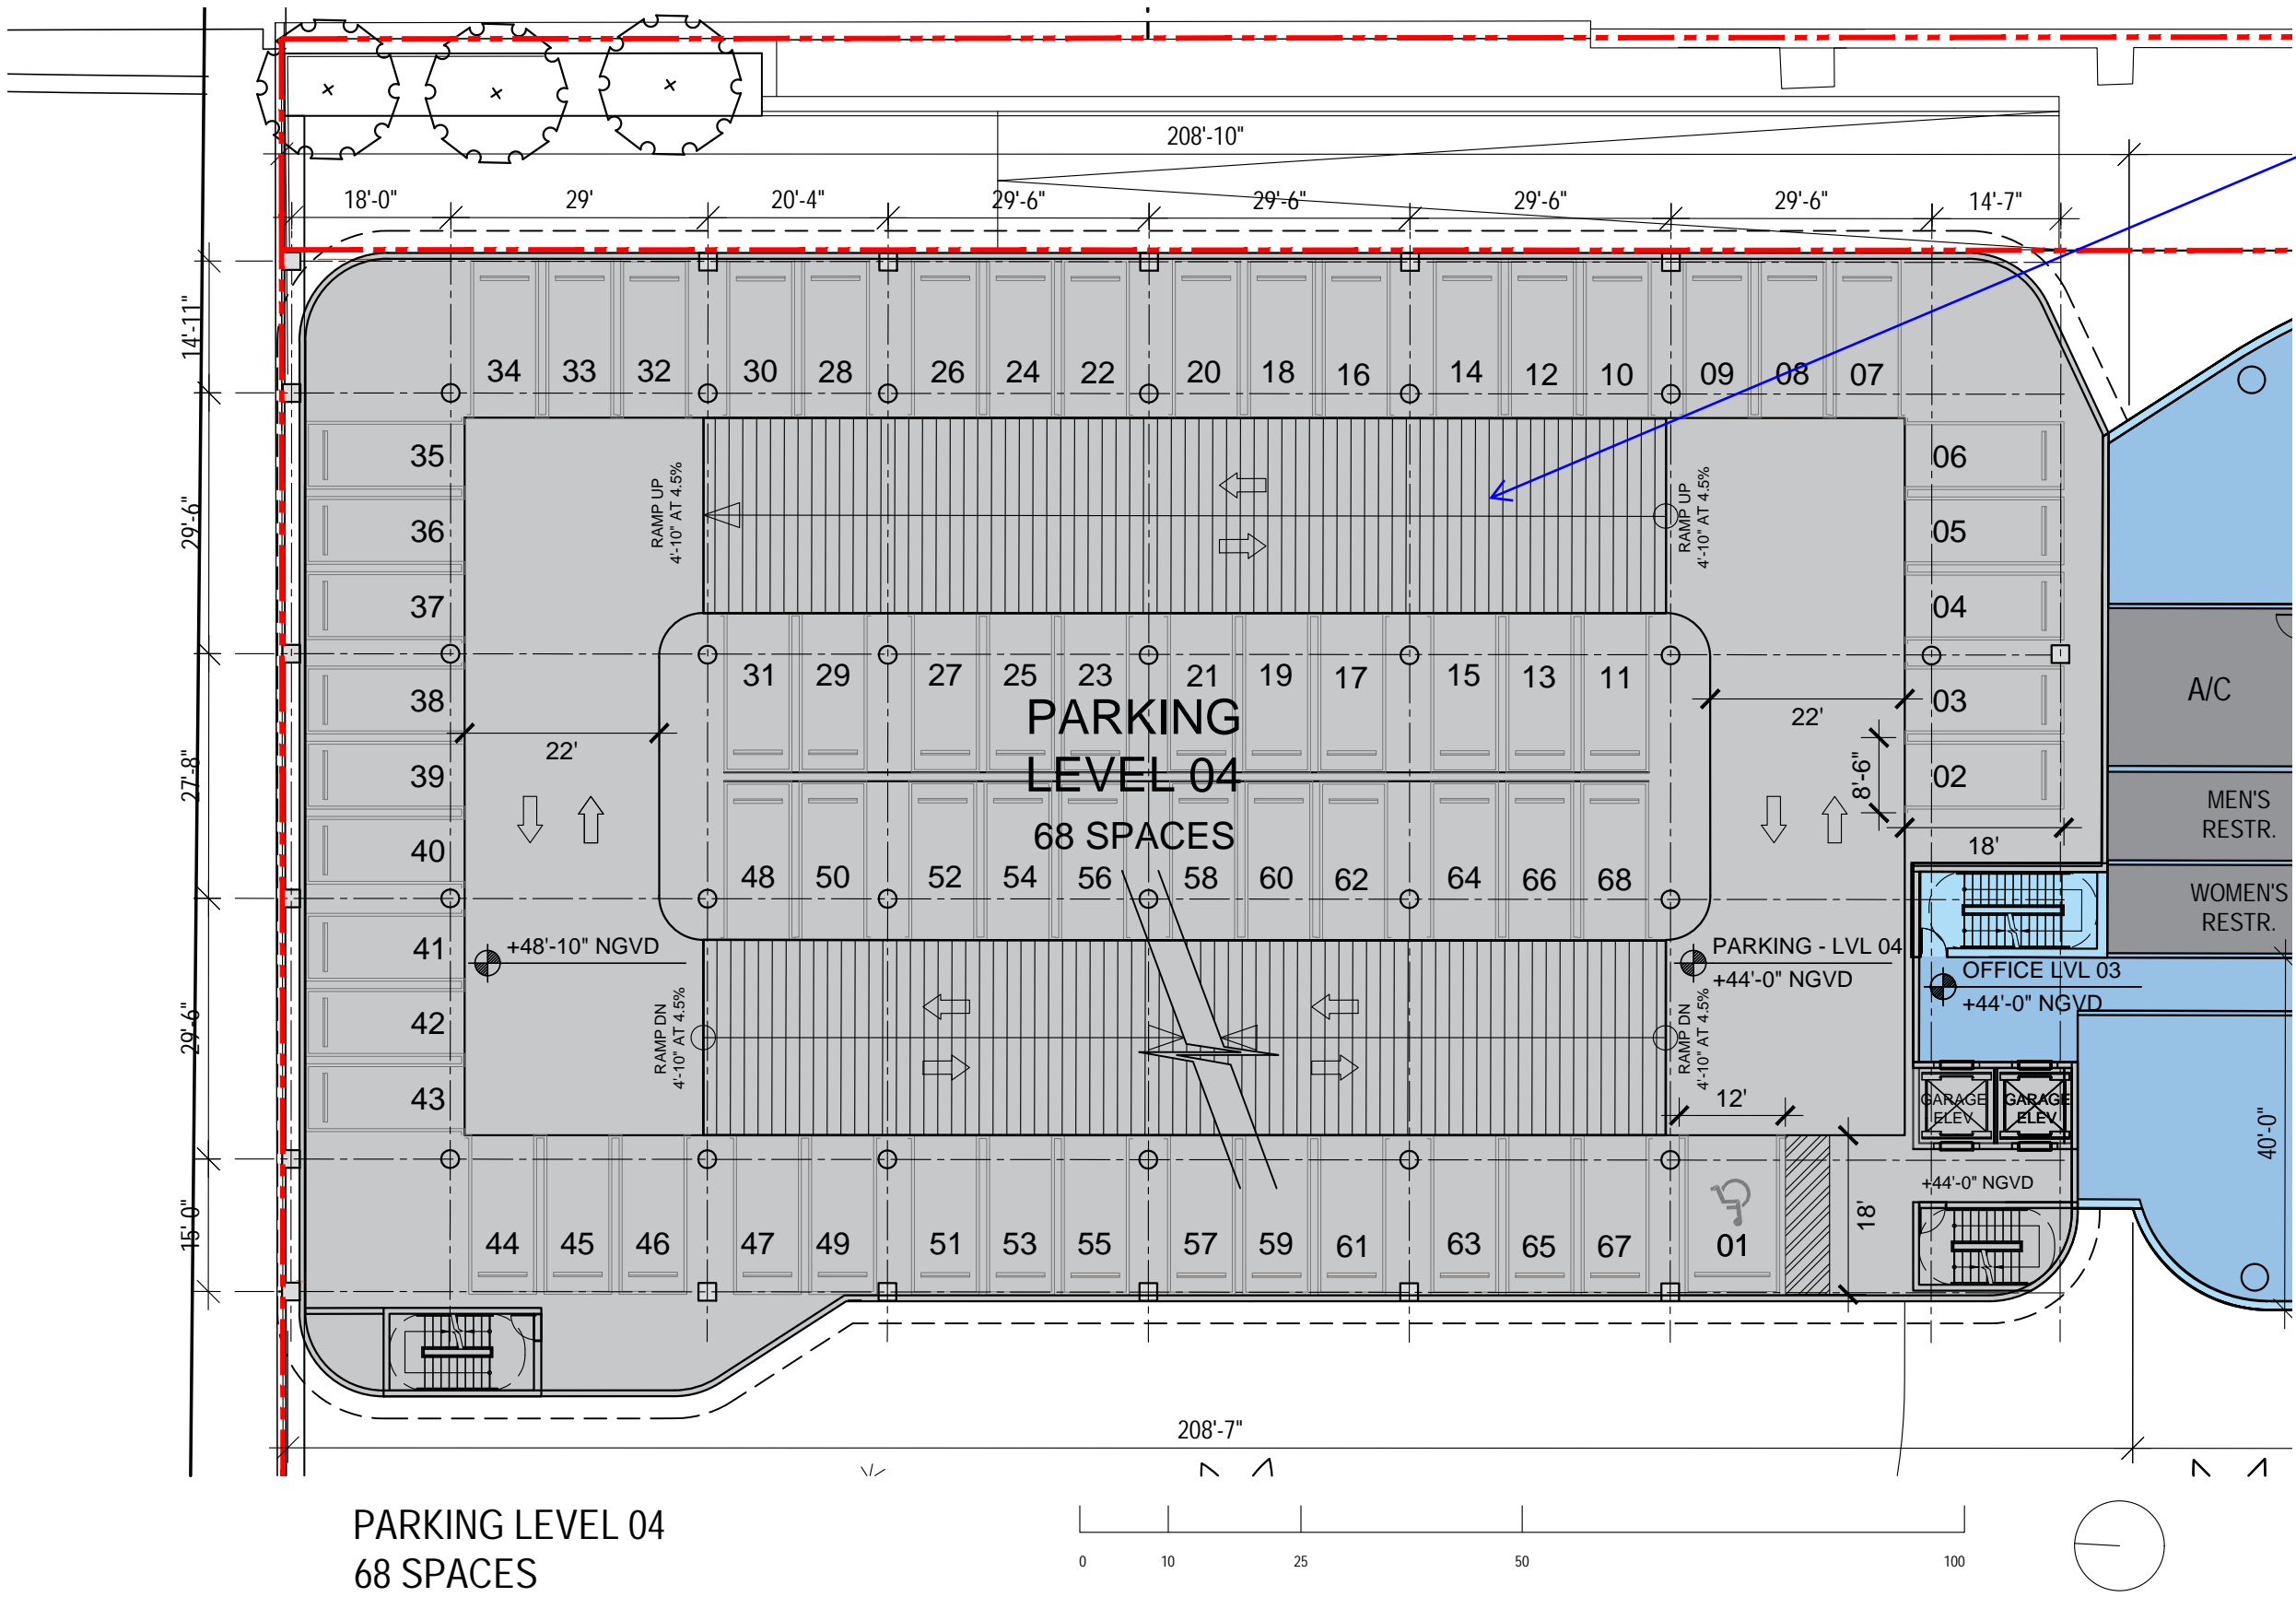 208'-10"
18'-0" 29' 20'-4" 29'-6" 29'-6" 29'-6" 29'-6" 14'-7"
14'-11"
34 33 32 30 28 26 24 22 20 18 16 14 12 10 09 08 07
35 06
36 05
37 04
29'-6"
RAMP UP
4'-10" AT 4.5%
RAMP UP
4'-10" AT 4.5%
31 29 27 25 23 21 19 17 15 13 11
38 03
A/C
PARKING
LEVEL 04
68 SPACES
22'
22'
27'-8"
39 02
8'-6"
MEN'S
RESTR.
18'
40
48 50 52 54 56 58 60 62 64 66 68
WOMEN'S
RESTR.
41
+48'-10" NGVD
PARKING - LVL 04
+44'-0" NGVD
OFFICE LVL 03
+44'-0" NGVD
42
29'-6"
RAMP DN
4'-10" AT 4.5%
RAMP DN
4'-10" AT 4.5%
43
12'
GARAGE
ELEV
GARAGE
ELEV
40'-0"
+44'-0" NGVD
18'
15'-0"
44 45 46 47 49 51 53 55 57 59 61 63 65 67 01
208'-7"
PARKING LEVEL 04
68 SPACES
0 10 25 50 100